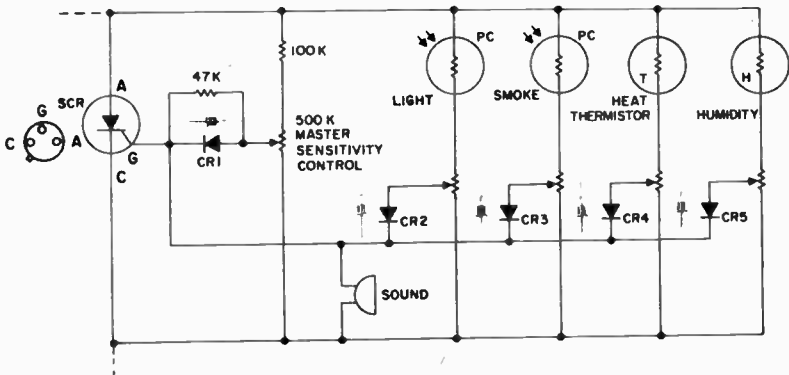 PC
PC
100K
47K
A
SCR
LIGHT
SMOKE
T
HEAT
THERMISTOR
H
HUMIDITY
G
C
A
G
C
CR1
500 K
MASTER
SENSITIVITY
CONTROL
CR2
CR3
CR4
CR5
SOUND